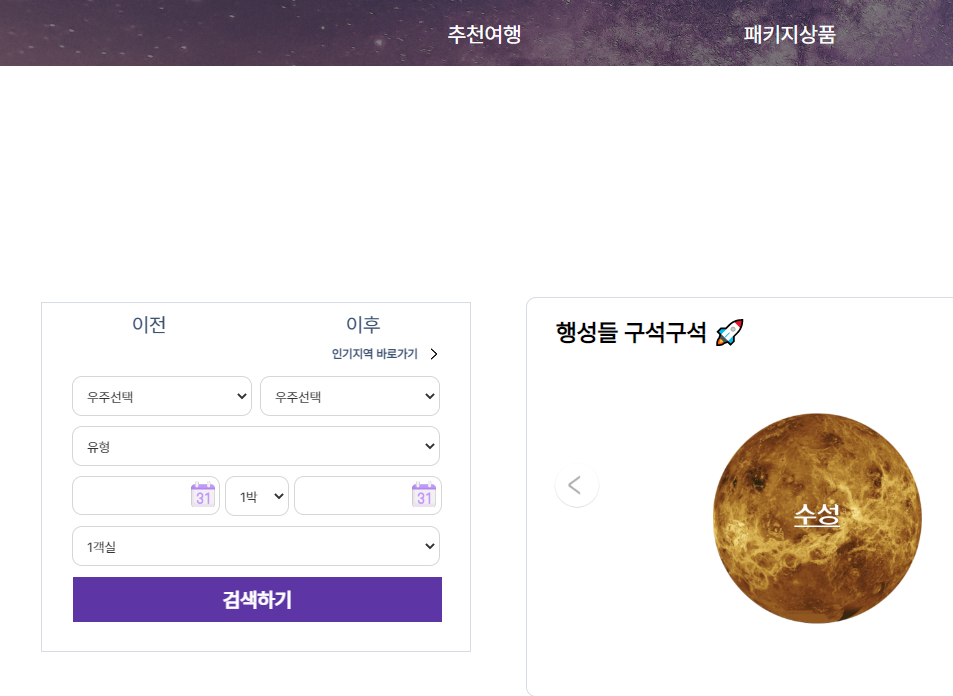 추천여행 패키지상품
이전 이후
인기지역 바로가기
우주선택 우주선택
유형
31 1박 31
1객실
검색하기
행성들 구석구석
수성